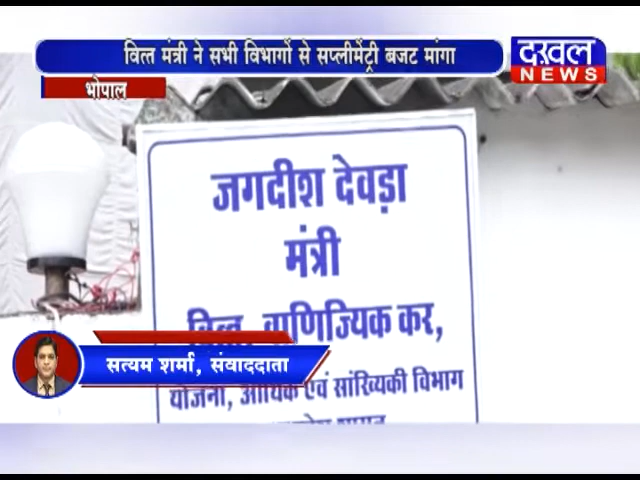 वित्त मंत्री ने सभी विभागों से सप्लीमेंट्री बजट मांगा
दखल
NEWS
भोपाल
जगदीश देवड़ा
मंत्री
वित्त, वाणिज्यिक कर,
योजना, आर्थिक एवं सांख्यिकी विभाग
सत्यम शर्मा, संवाददाता